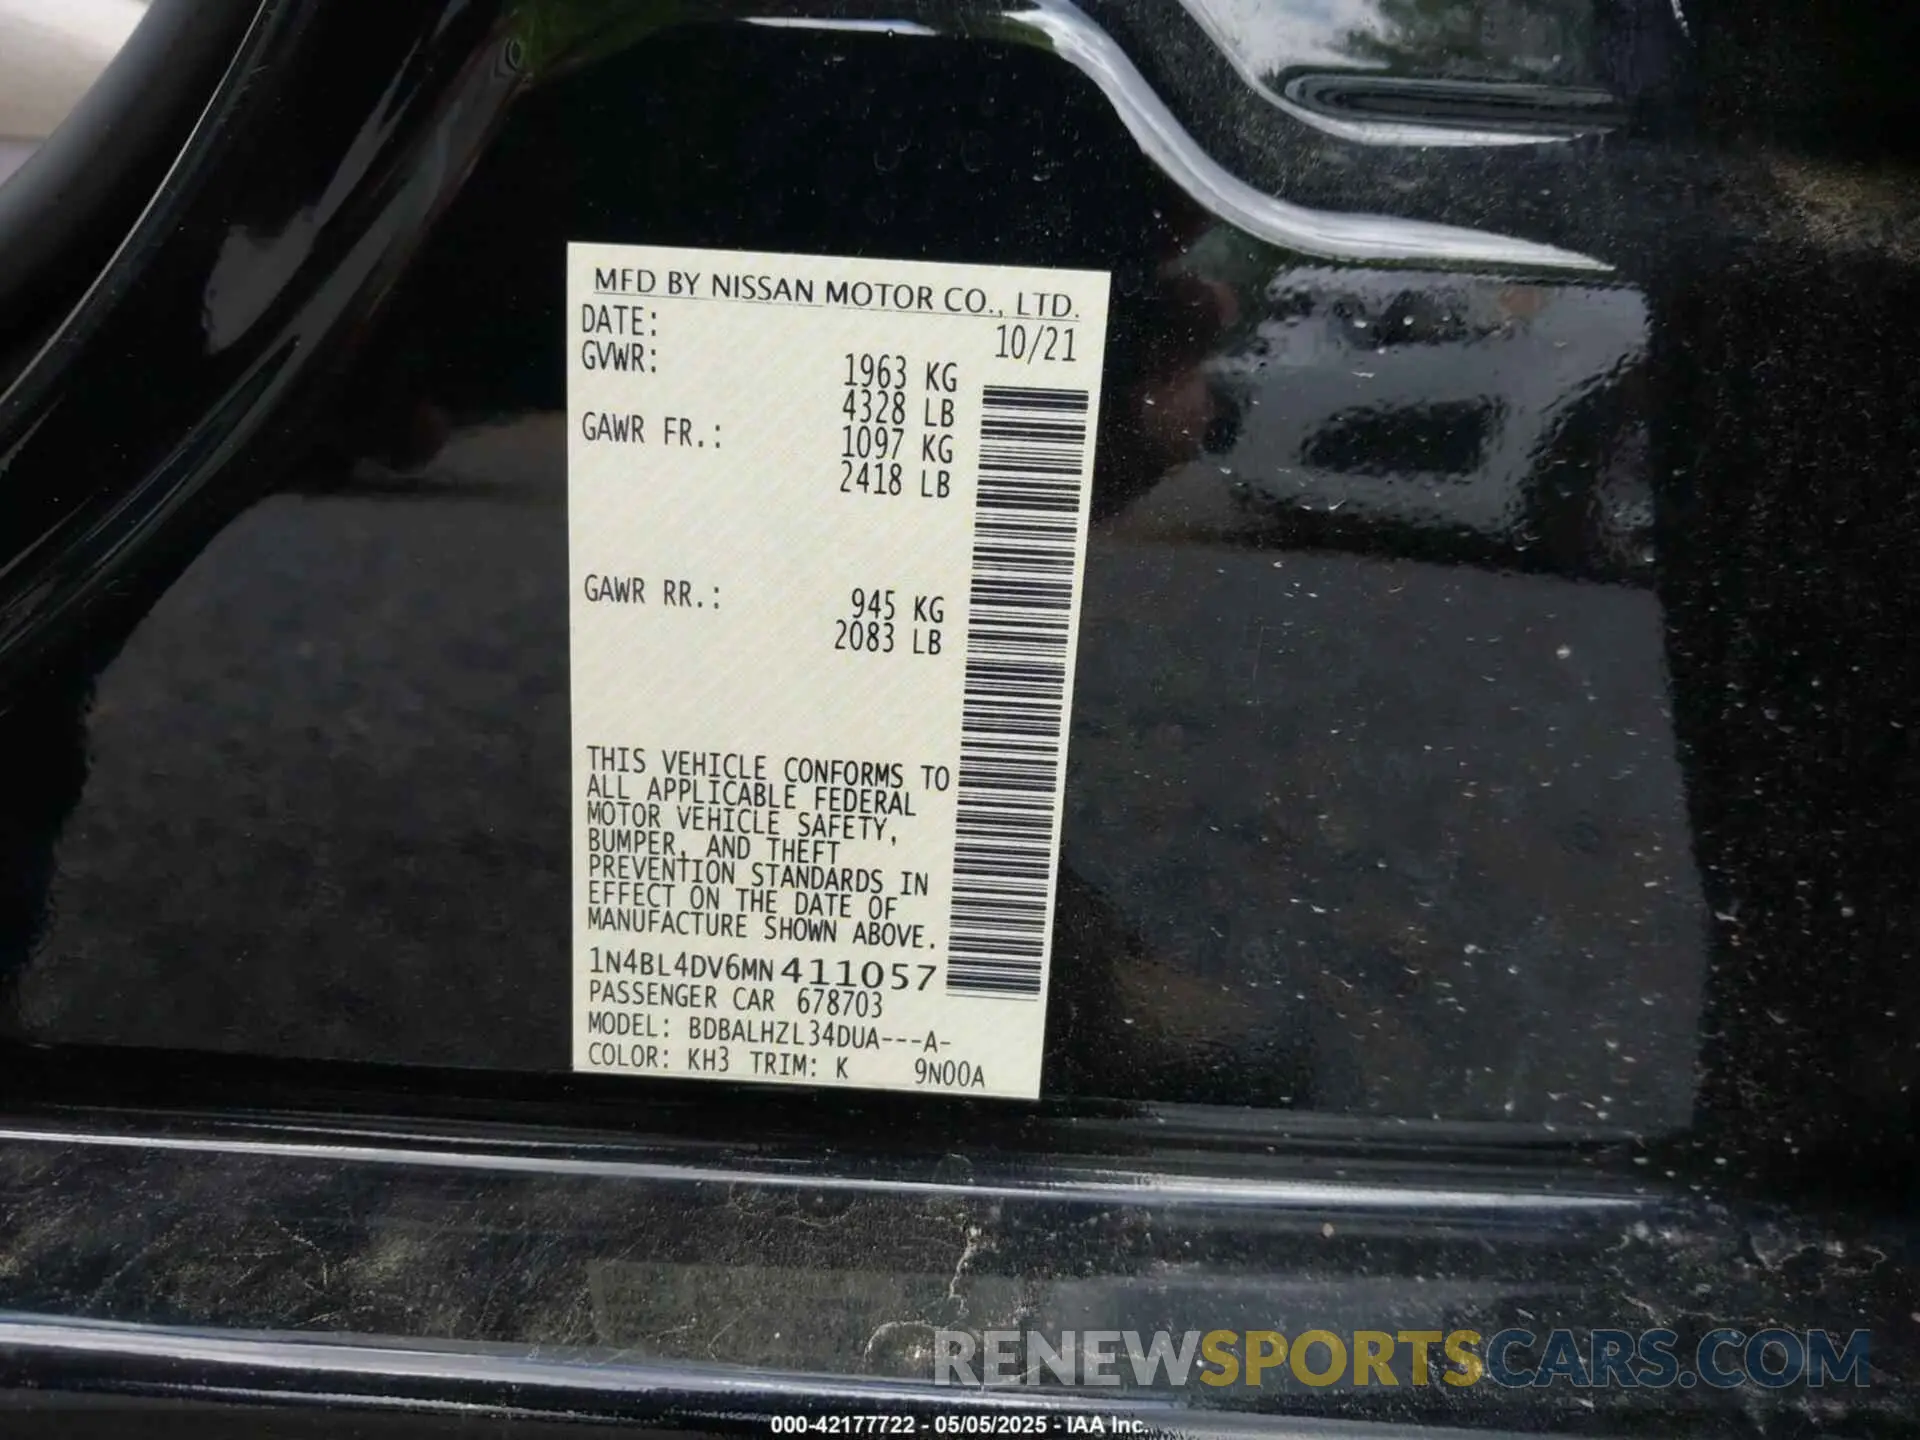 MFD BY NISSAN MOTOR CO., LTD.
DATE: 10/21
GVWR: 1963 KG
4328 LB
GAWR FR.: 1097 KG
2418 LB
GAWR RR.: 945 KG
2083 LB
THIS VEHICLE CONFORMS TO
ALL APPLICABLE FEDERAL
MOTOR VEHICLE SAFETY,
BUMPER, AND THEFT
PREVENTION STANDARDS IN
EFFECT ON THE DATE OF
MANUFACTURE SHOWN ABOVE.
1N4BL4DV6MN411057
PASSENGER CAR 678703
MODEL: BDBALHZL34DUA---A-
COLOR: KH3 TRIM: K 9N00A
RENEWSPORTSCARS.COM
000-42177722 - 05/05/2025 - IAA Inc.